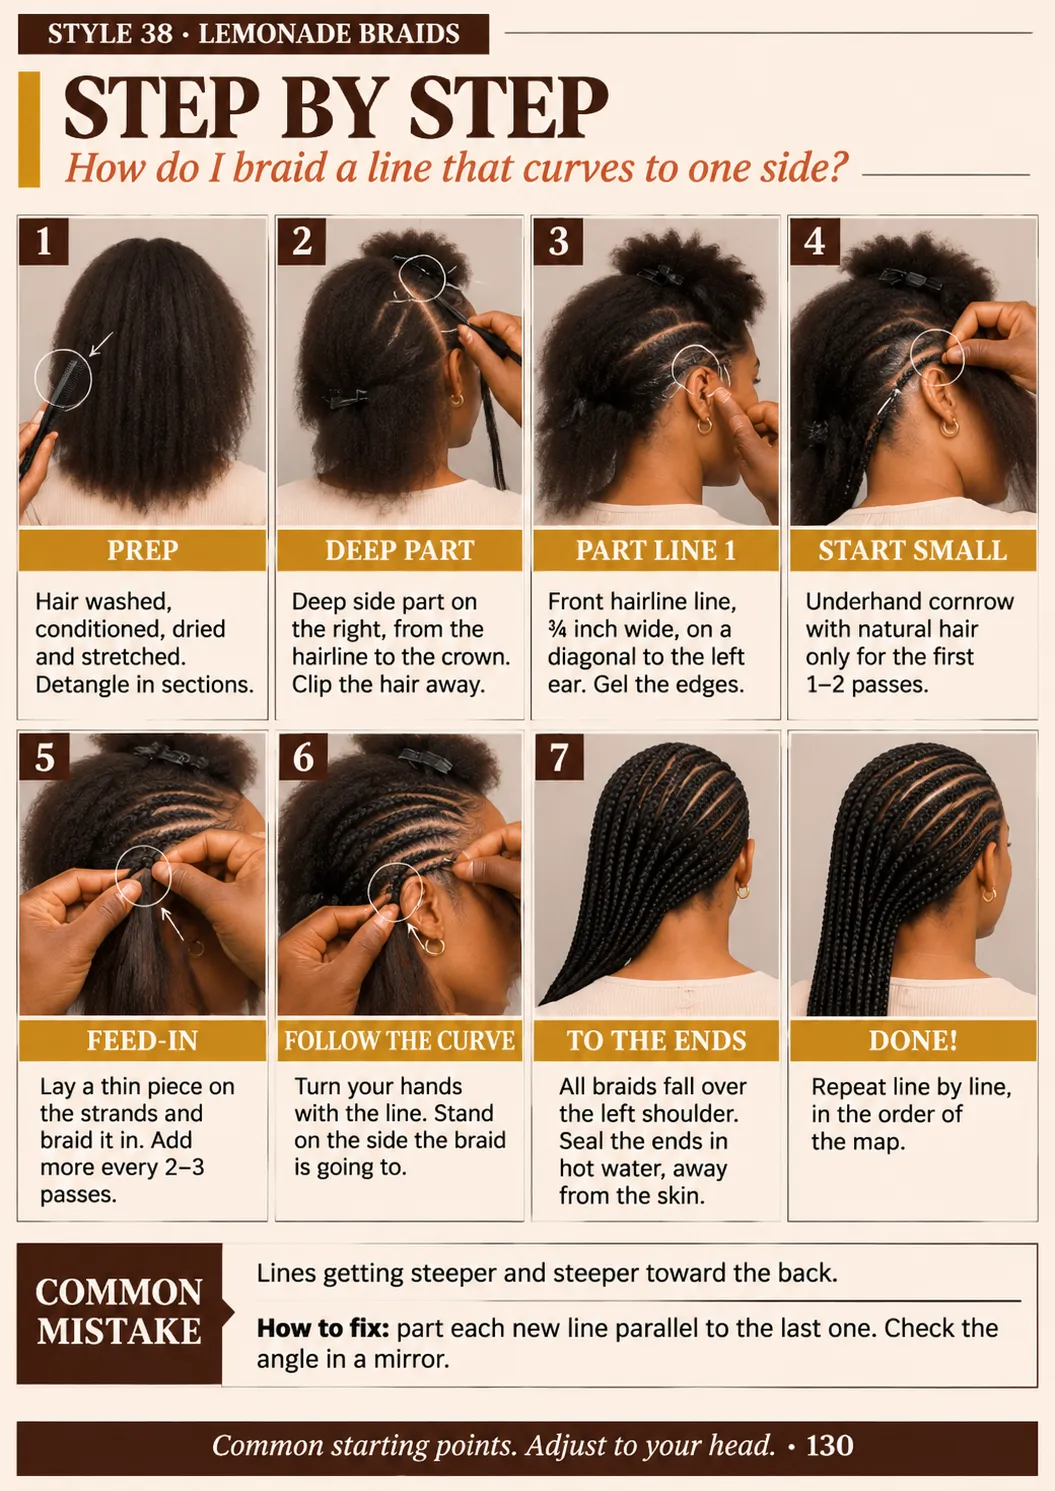 STYLE 38 · LEMONADE BRAIDS
STEP BY STEP
How do I braid a line that curves to one side?
1
PREP
Hair washed,
conditioned, dried
and stretched.
Detangle in sections.
2
DEEP PART
Deep side part on
the right, from the
hairline to the crown.
Clip the hair away.
3
PART LINE 1
Front hairline line,
¾ inch wide, on a
diagonal to the left
ear. Gel the edges.
4
START SMALL
Underhand cornrow
with natural hair
only for the first
1–2 passes.
5
FEED-IN
Lay a thin piece on
the strands and
braid it in. Add
more every 2–3
passes.
6
FOLLOW THE CURVE
Turn your hands
with the line. Stand
on the side the braid
is going to.
7
TO THE ENDS
All braids fall over
the left shoulder.
Seal the ends in
hot water, away
from the skin.
DONE!
Repeat line by line,
in the order of
the map.
COMMON
MISTAKE
Lines getting steeper and steeper toward the back.
How to fix: part each new line parallel to the last one. Check the
angle in a mirror.
Common starting points. Adjust to your head. · 130